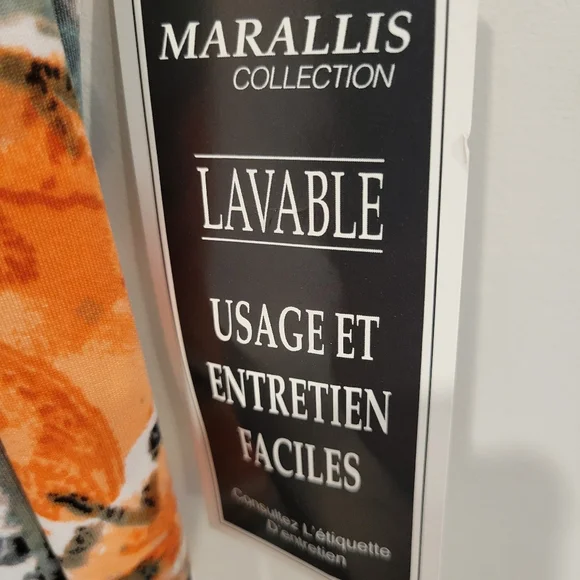 MARALLIS
COLLECTION
LAVABLE
USAGE ET
ENTRETIEN
FACILES
Consultez L'étiquette
D'entretien